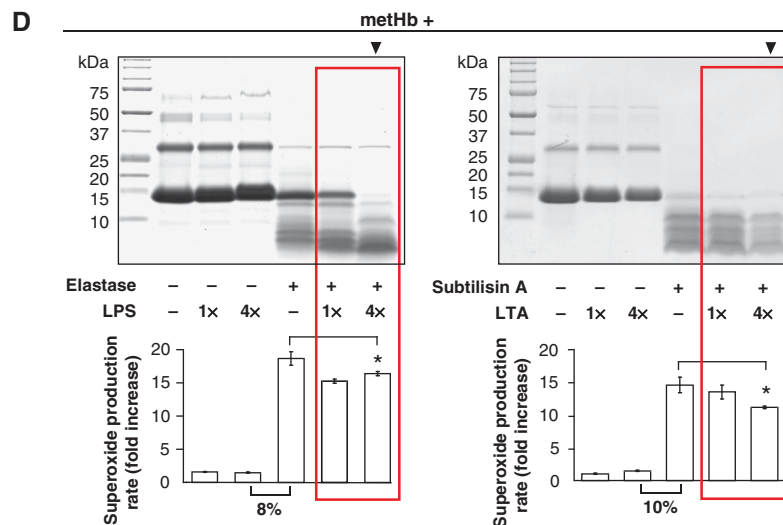 D
metHb +
kDa
75
50
37
25
20
15
10
Elastase – – – + + +
LPS – 1× 4× – 1× 4×
Superoxide production
rate (fold increase)
20
15
10
5
0
*
8%
kDa
75
50
37
25
20
15
10
Subtilisin A – – – + + +
LTA – 1× 4× – 1× 4×
Superoxide production
rate (fold increase)
20
15
10
5
0
*
10%